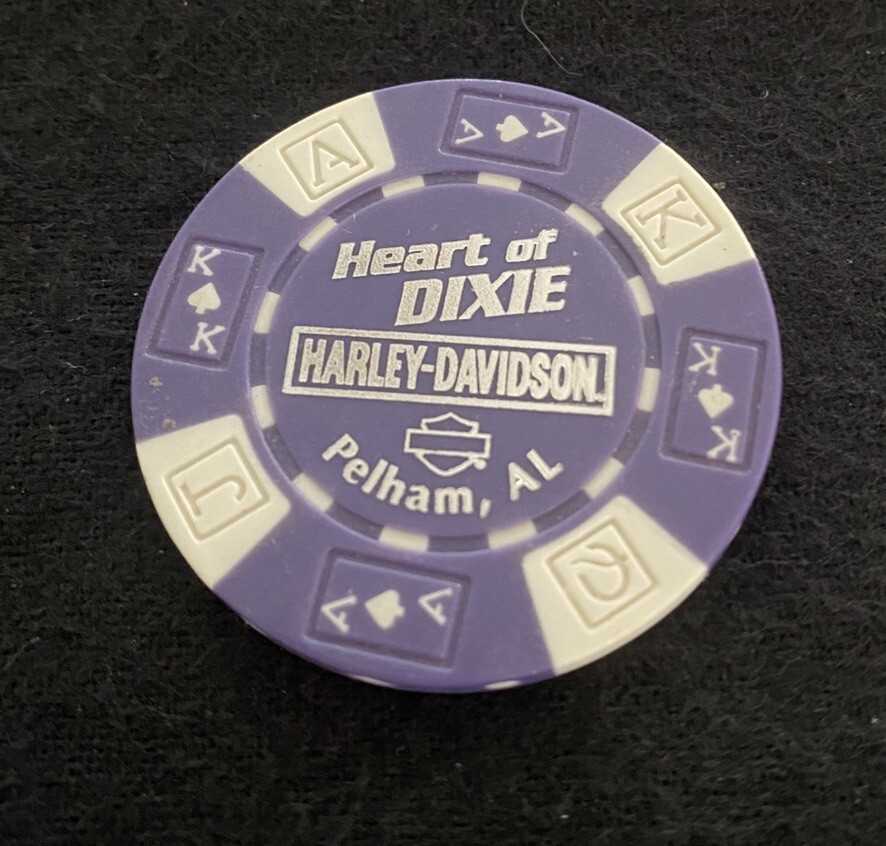 A ♠ A
A
K
K ♠ K
Heart of
DIXIE
HARLEY-DAVIDSON
K ♠ K
Pelham, AL
J
Q
A ♠ A